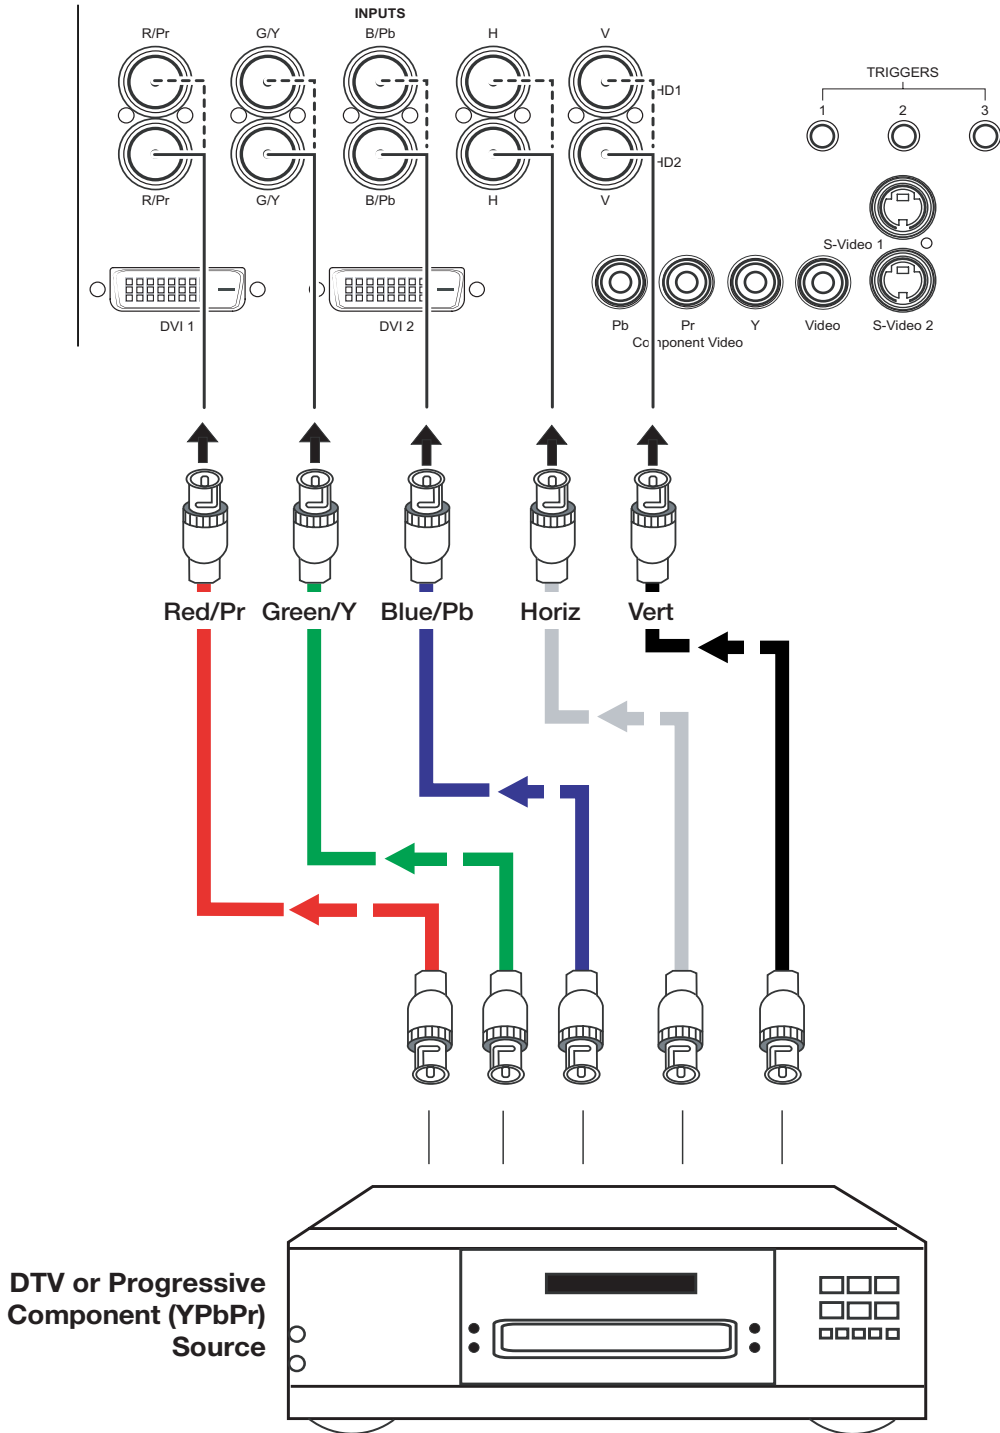 INPUTS
R/Pr G/Y B/Pb H V
HD1
TRIGGERS
1 2 3
HD2
R/Pr G/Y B/Pb H V
S-Video 1
DVI 1 DVI 2
Pb Pr Y Video S-Video 2
Component Video
Red/Pr Green/Y Blue/Pb Horiz Vert
DTV or Progressive
Component (YPbPr)
Source